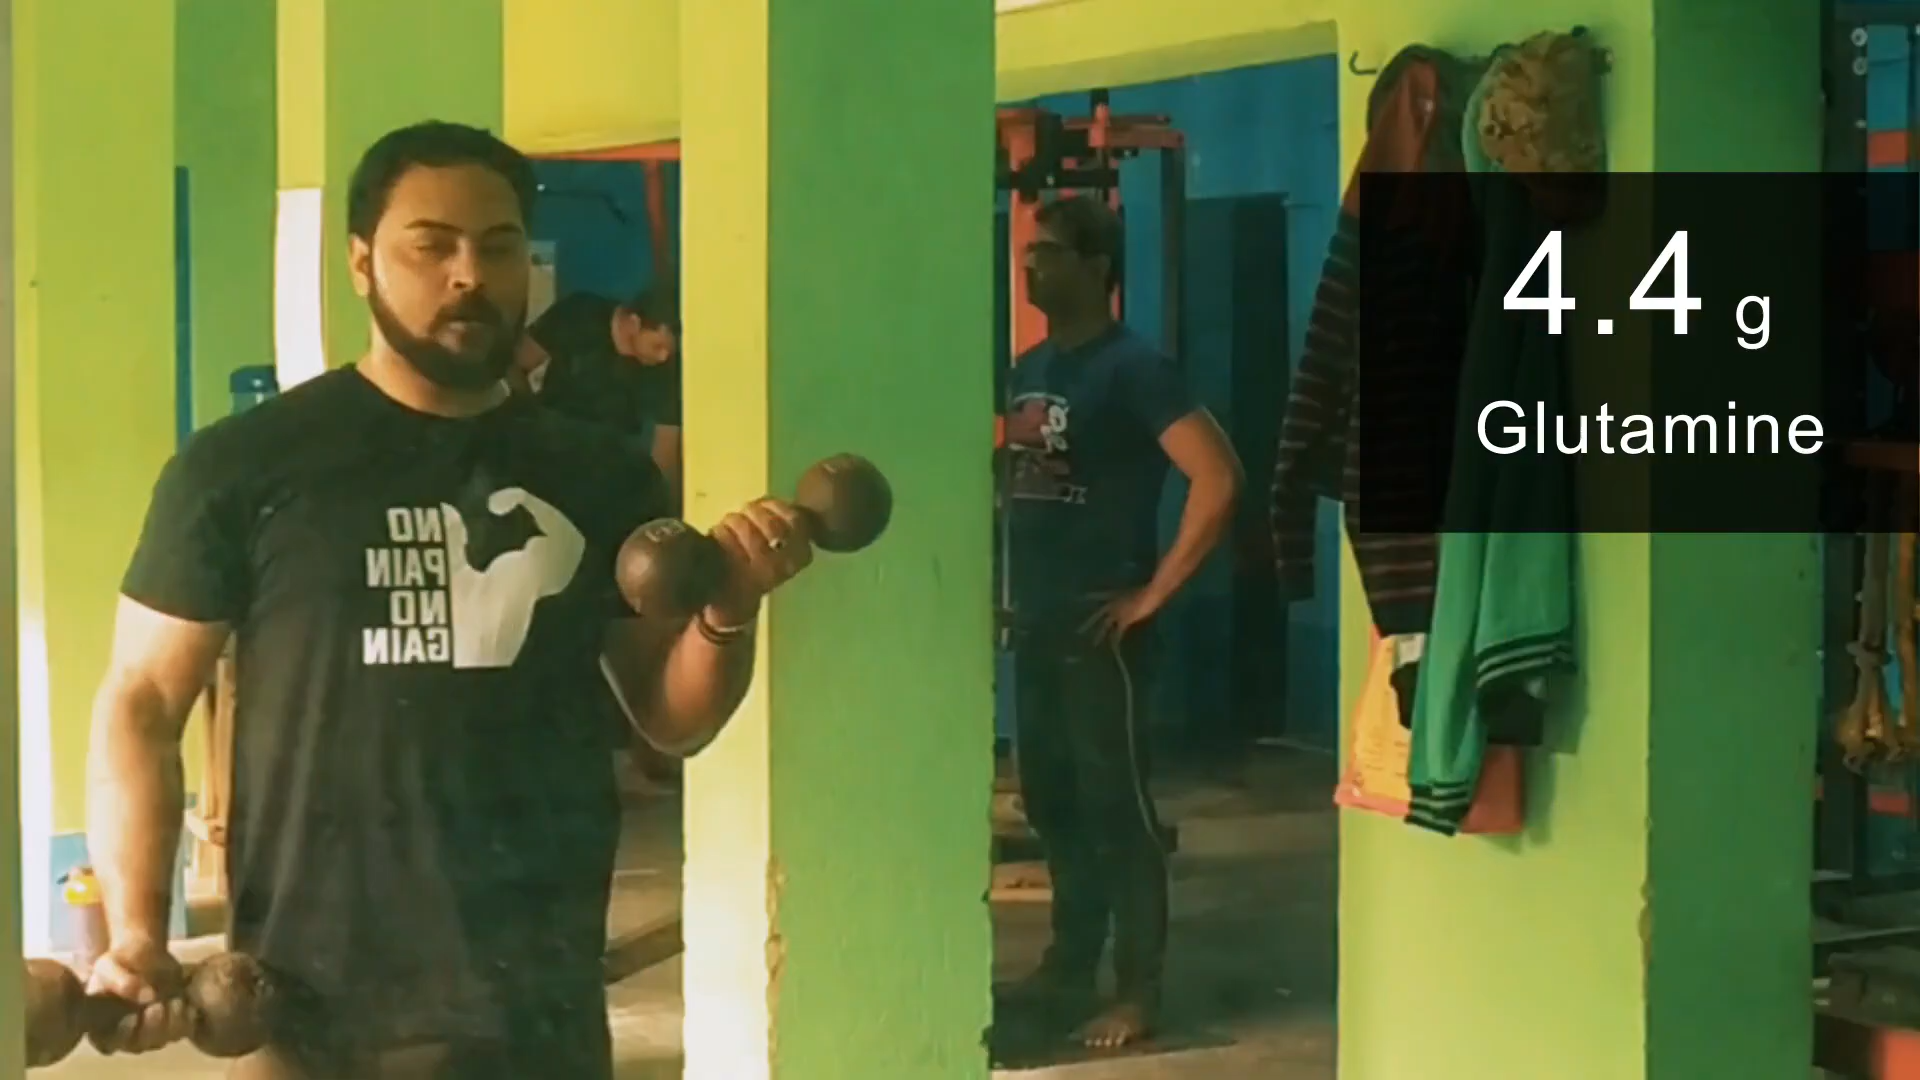 NO
PAIN
NO
GAIN
4.4 g
Glutamine